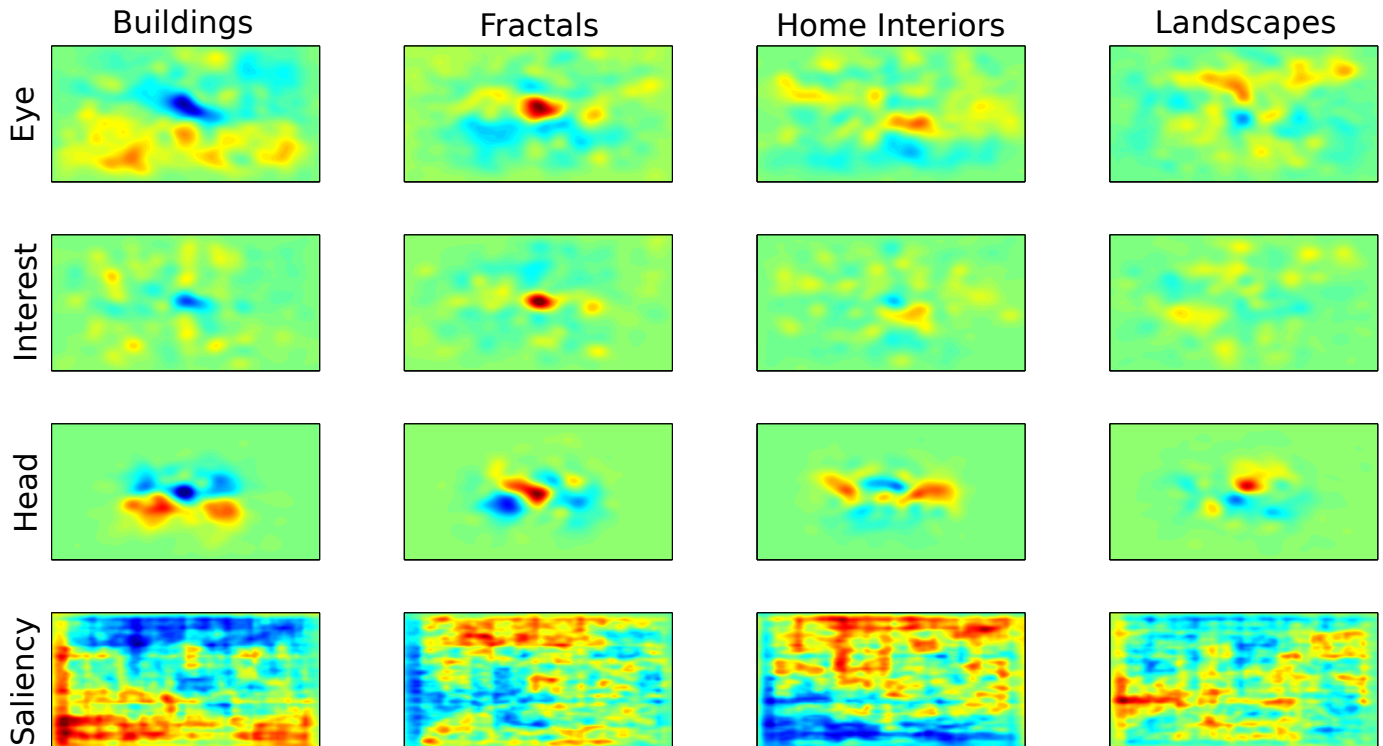 Buildings Fractals Home Interiors Landscapes
Eye
Interest
Head
Saliency